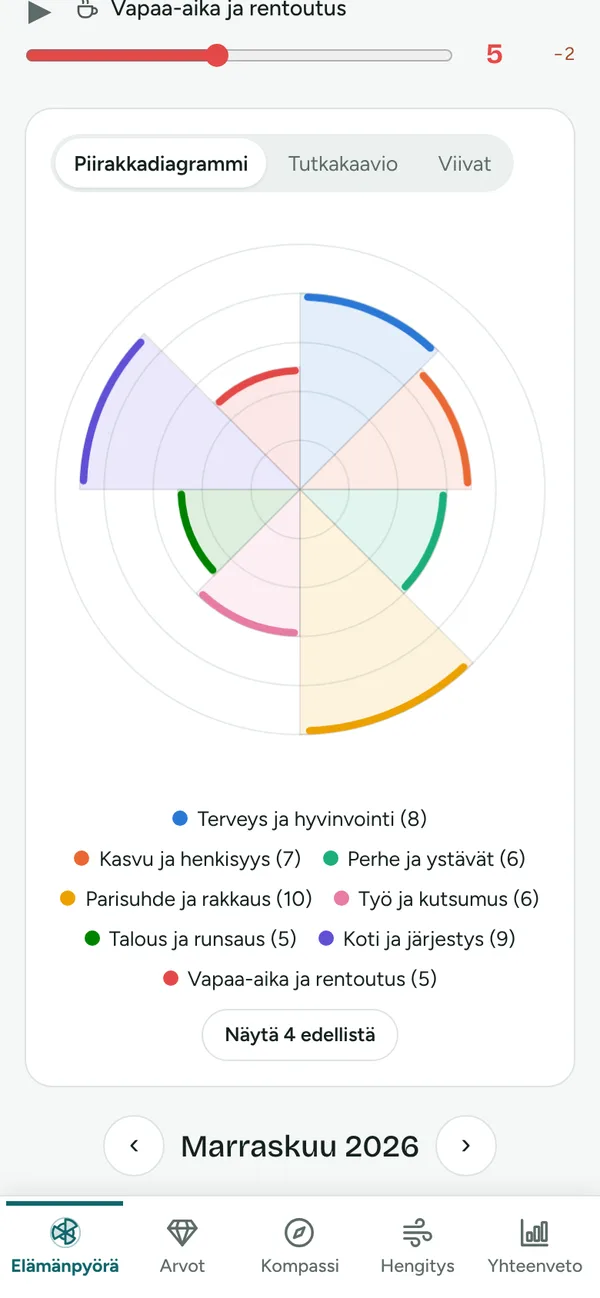 Vapaa-aika ja rentoutus
5 -2
Piirakkadiagrammi Tutkakaavio Viivat
Terveys ja hyvinvointi (8)
Kasvu ja henkisyys (7) Perhe ja ystävät (6)
Parisuhde ja rakkaus (10) Työ ja kutsumus (6)
Talous ja runsaus (5) Koti ja järjestys (9)
Vapaa-aika ja rentoutus (5)
Näytä 4 edellistä
‹ Marraskuu 2026 ›
Elämänpyörä Arvot Kompassi Hengitys Yhteenveto